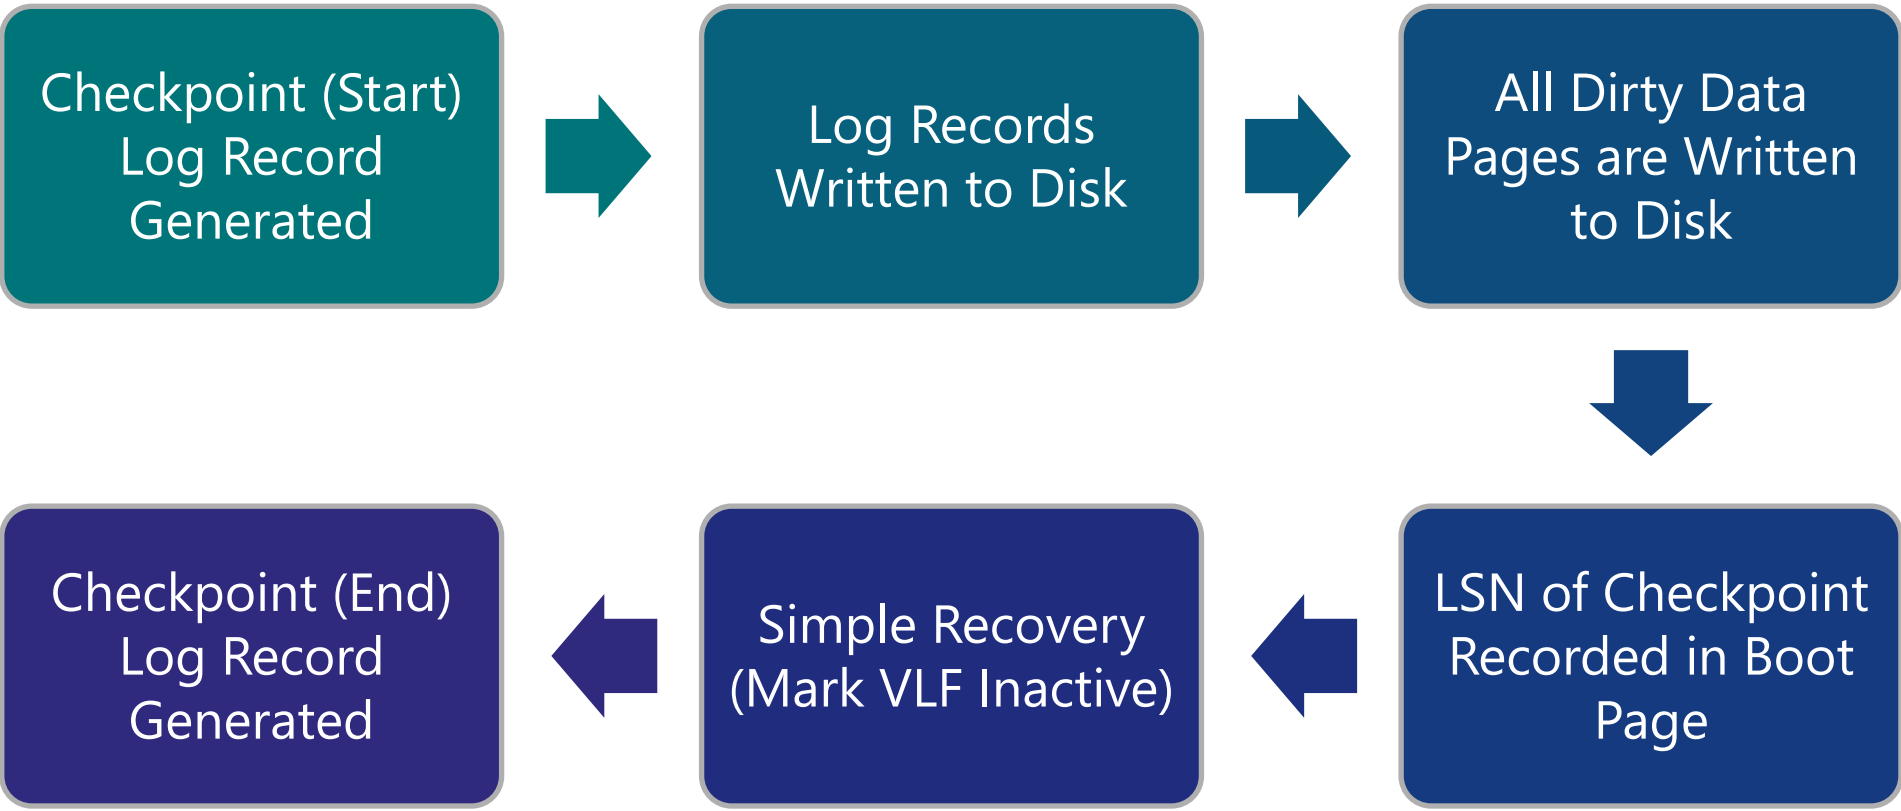 Checkpoint (Start)
Log Record
Generated
Log Records
Written to Disk
All Dirty Data
Pages are Written
to Disk
LSN of Checkpoint
Recorded in Boot
Page
Simple Recovery
(Mark VLF Inactive)
Checkpoint (End)
Log Record
Generated